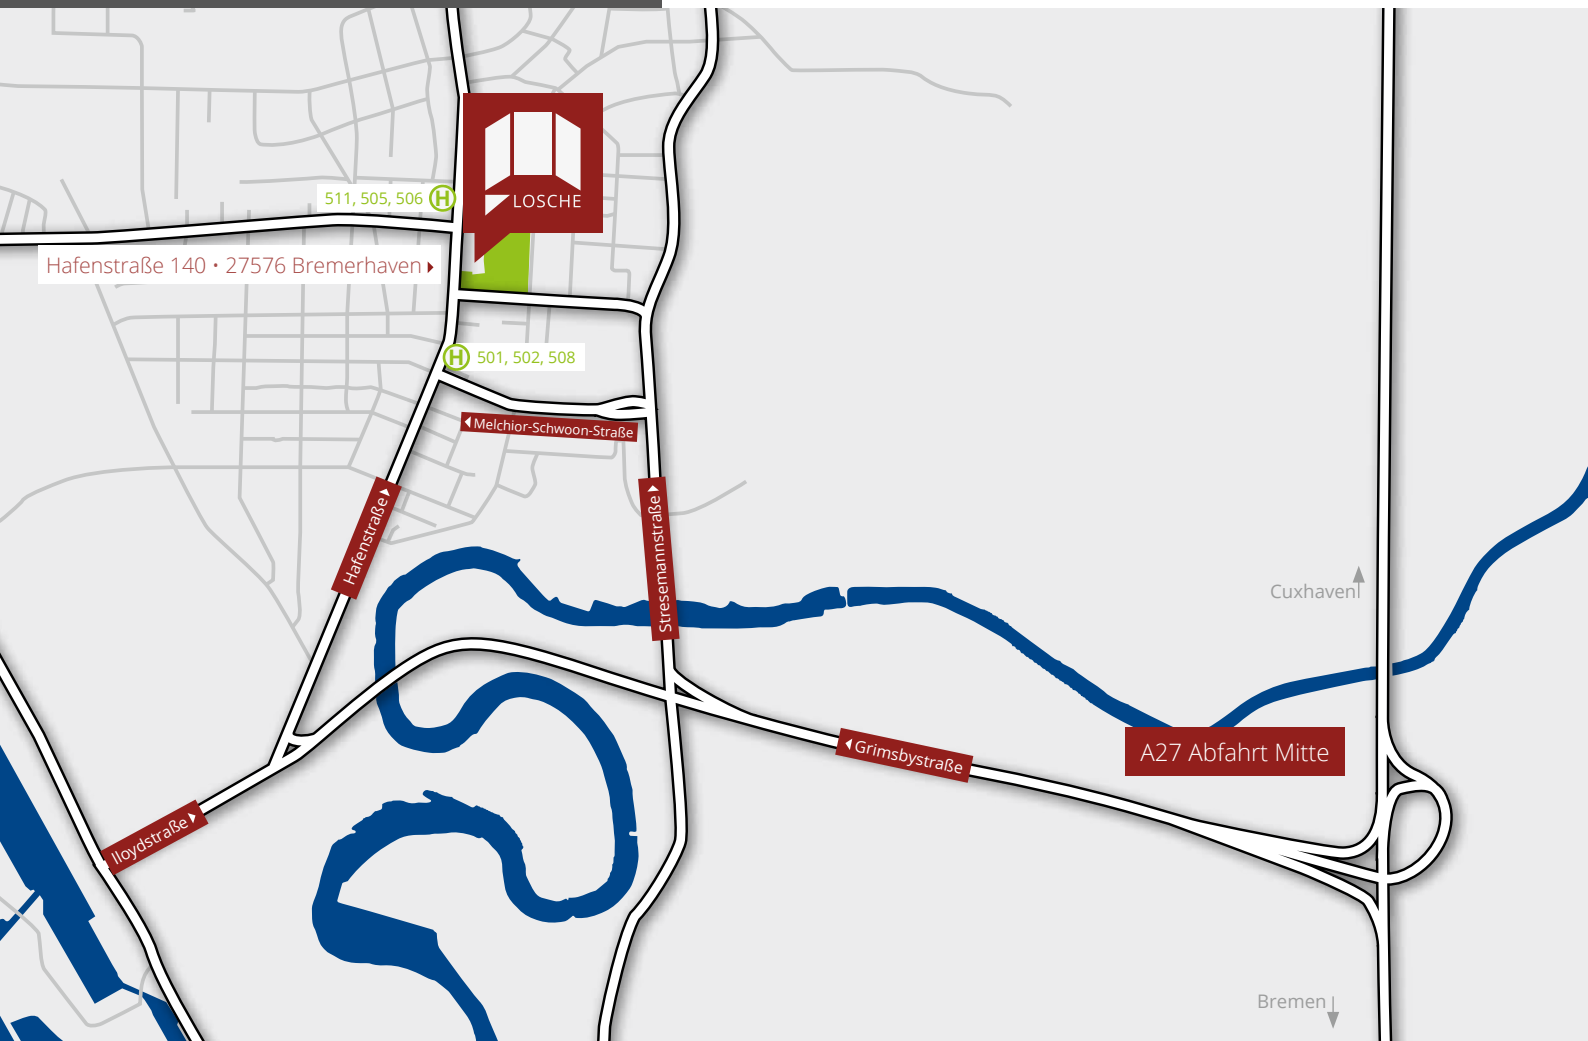 511, 505, 506 H
LOSCHE
Hafenstraße 140 • 27576 Bremerhaven
H 501, 502, 508
Melchior-Schwoon-Straße
Hafenstraße
Stresemannstraße
Cuxhaven
Grimsbystraße
A27 Abfahrt Mitte
lloydstraße
Bremen